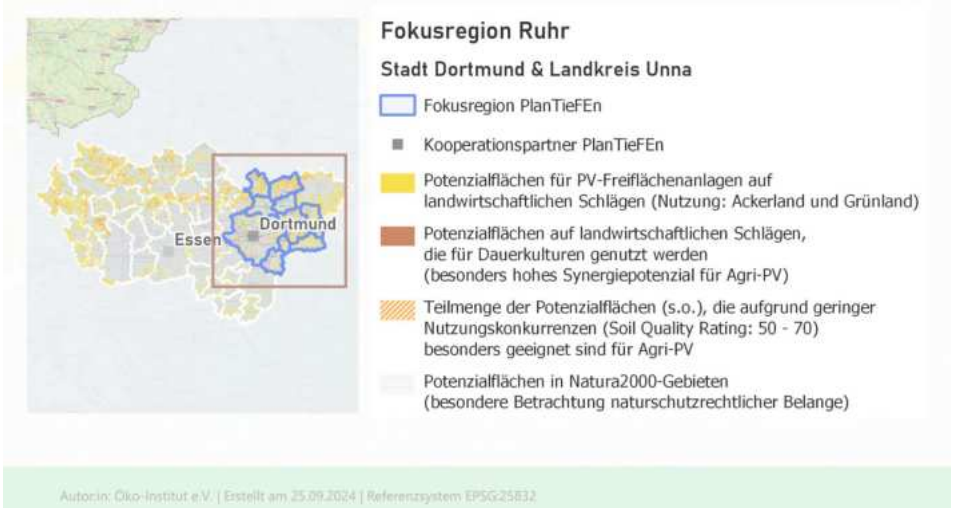 Fokusregion Ruhr
Stadt Dortmund & Landkreis Unna
Fokusregion PlanTieFEn
Kooperationspartner PlanTieFEn
Potenzialflächen für PV-Freiflächenanlagen auf
landwirtschaftlichen Schlägen (Nutzung: Ackerland und Grünland)
Potenzialflächen auf landwirtschaftlichen Schlägen,
die für Dauerkulturen genutzt werden
(besonders hohes Synergiepotenzial für Agri-PV)
Teilmenge der Potenzialflächen (s.o.), die aufgrund geringer
Nutzungskonkurrenzen (Soil Quality Rating: 50 - 70)
besonders geeignet sind für Agri-PV
Potenzialflächen in Natura2000-Gebieten
(besondere Betrachtung naturschutzrechtlicher Belange)
Dortmund
Essen
Autor:in: Öko-Institut e.V. | Erstellt am 25.09.2024 | Referenzsystem EPSG:25832